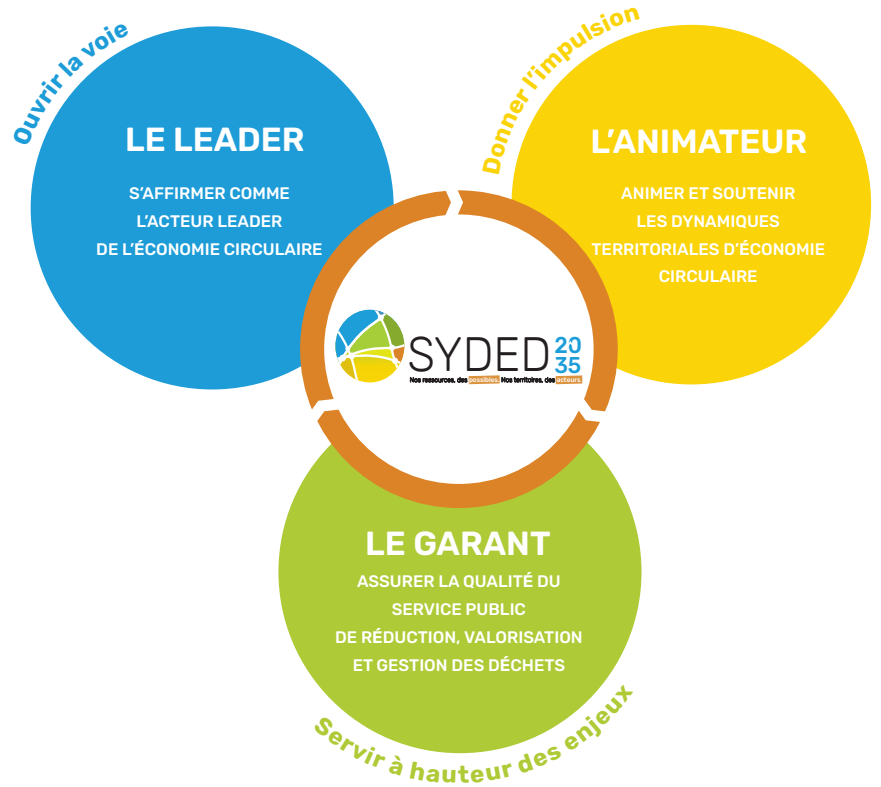 Ouvrir la voie
LE LEADER
S'AFFIRMER COMME
L'ACTEUR LEADER
DE L'ÉCONOMIE CIRCULAIRE
Donner l'impulsion
L'ANIMATEUR
ANIMER ET SOUTENIR
LES DYNAMIQUES
TERRITORIALES D'ÉCONOMIE
CIRCULAIRE
SYDED 20
35
Nos ressources, des possibles. Nos territoires, des acteurs.
LE GARANT
ASSURER LA QUALITÉ DU
SERVICE PUBLIC
DE RÉDUCTION, VALORISATION
ET GESTION DES DÉCHETS
Servir à hauteur des enjeux